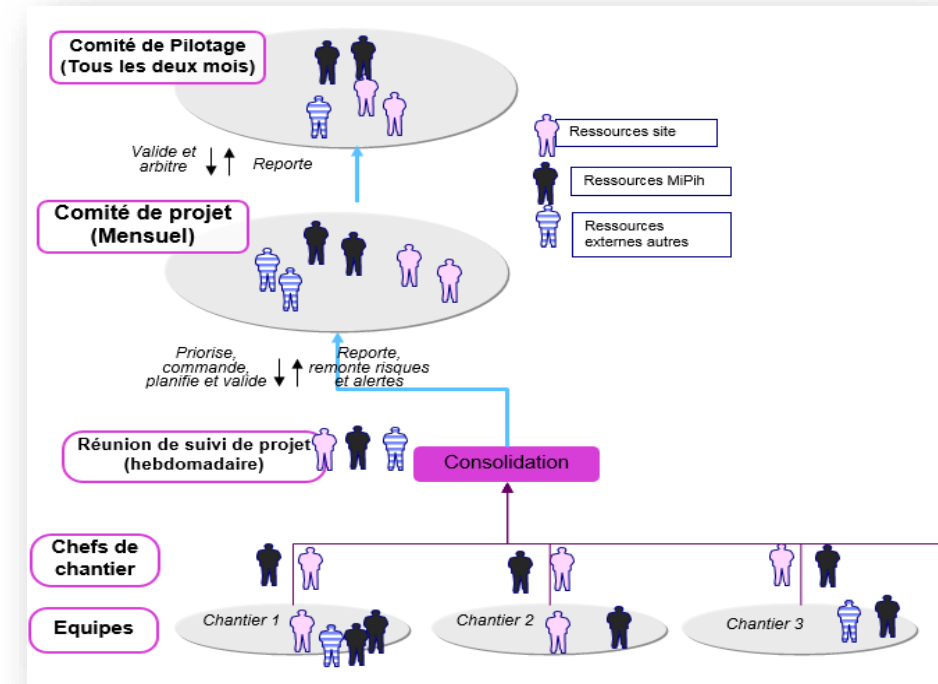 Comité de Pilotage
(Tous les deux mois)
Ressources site
Valide et
arbitre
Reporte
Ressources MiPih
Comité de projet
(Mensuel)
Ressources
externes autres
Priorise,
commande,
planifie et valide
Reporte,
remonte risques
et alertes
Réunion de suivi de projet
(hebdomadaire)
Consolidation
Chefs de
chantier
Equipes
Chantier 1
Chantier 2
Chantier 3